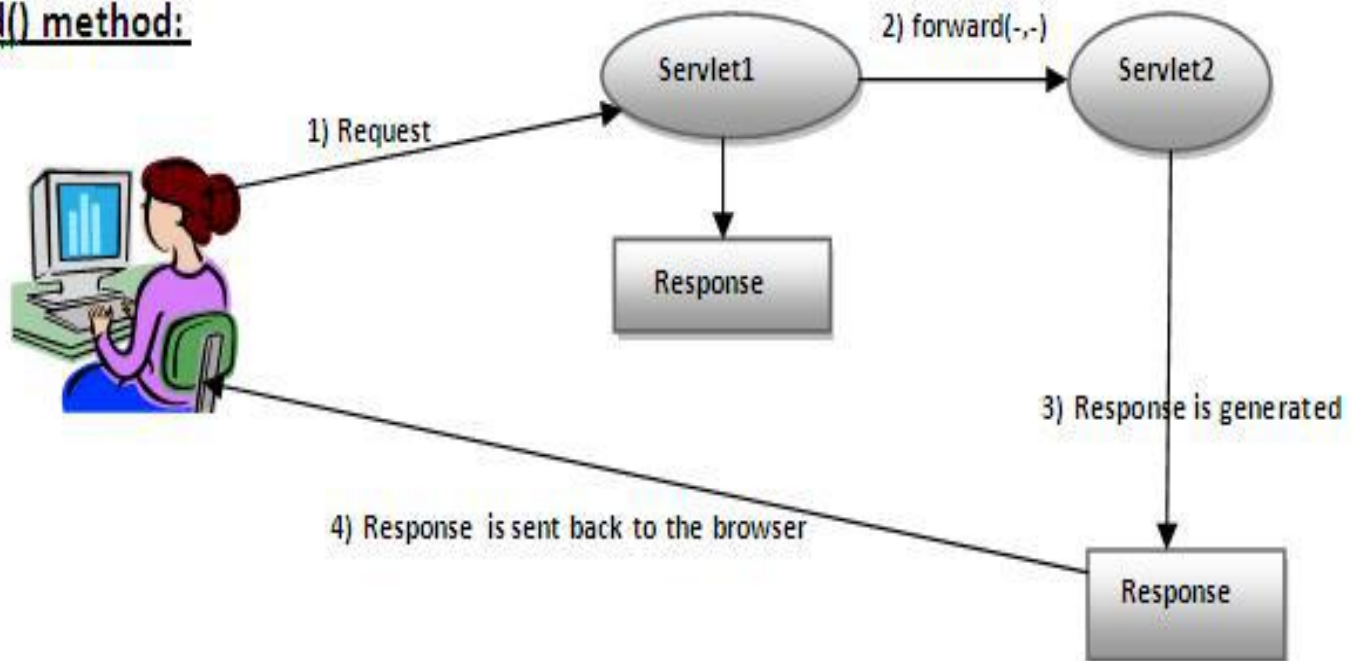 d() method:
2) forward(-,-)
Servlet1
Servlet2
1) Request
Response
3) Response is generated
4) Response is sent back to the browser
Response